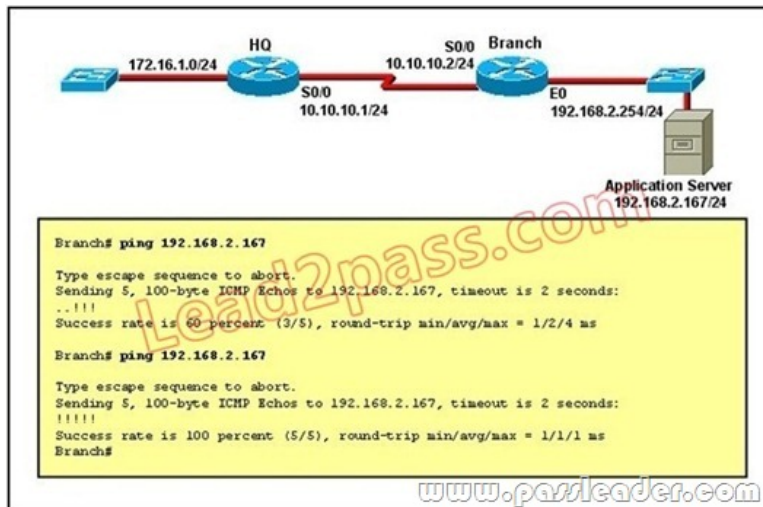 HQ
S0/0
Branch
172.16.1.0/24
10.10.10.2/24
S0/0
10.10.10.1/24
E0
192.168.2.254/24
Application Server
192.168.2.167/24
Branch# ping 192.168.2.167
Type escape sequence to abort.
Sending 5, 100-byte ICMP Echos to 192.168.2.167, timeout is 2 seconds:
..!!!
Success rate is 60 percent (3/5), round-trip min/avg/max = 1/2/4 ms
Branch# ping 192.168.2.167
Type escape sequence to abort.
Sending 5, 100-byte ICMP Echos to 192.168.2.167, timeout is 2 seconds:
!!!!!
Success rate is 100 percent (5/5), round-trip min/avg/max = 1/1/1 ms
Branch#
Lead2pass.com
www.passleader.com